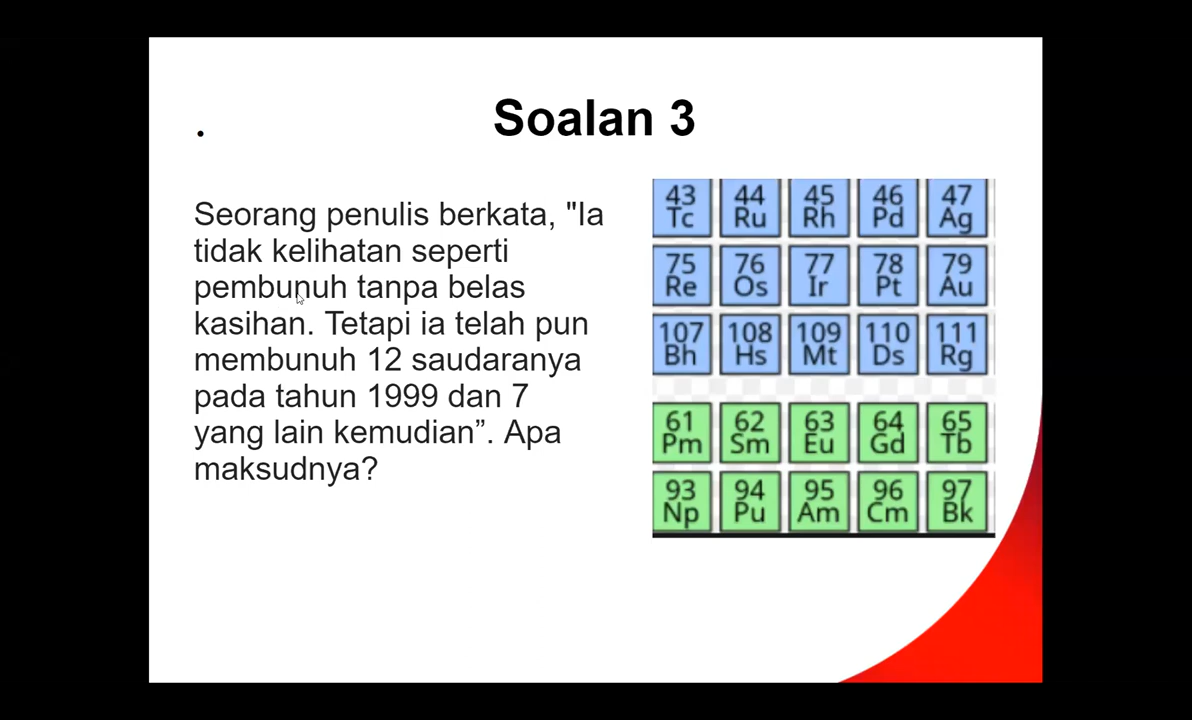 Soalan 3
.
Seorang penulis berkata, "Ia
tidak kelihatan seperti
pembunuh tanpa belas
kasihan. Tetapi ia telah pun
membunuh 12 saudaranya
pada tahun 1999 dan 7
yang lain kemudian”. Apa
maksudnya?
43 44 45 46 47
Tc Ru Rh Pd Ag
75 76 77 78 79
Re Os Ir Pt Au
107 108 109 110 111
Bh Hs Mt Ds Rg
61 62 63 64 65
Pm Sm Eu Gd Tb
93 94 95 96 97
Np Pu Am Cm Bk